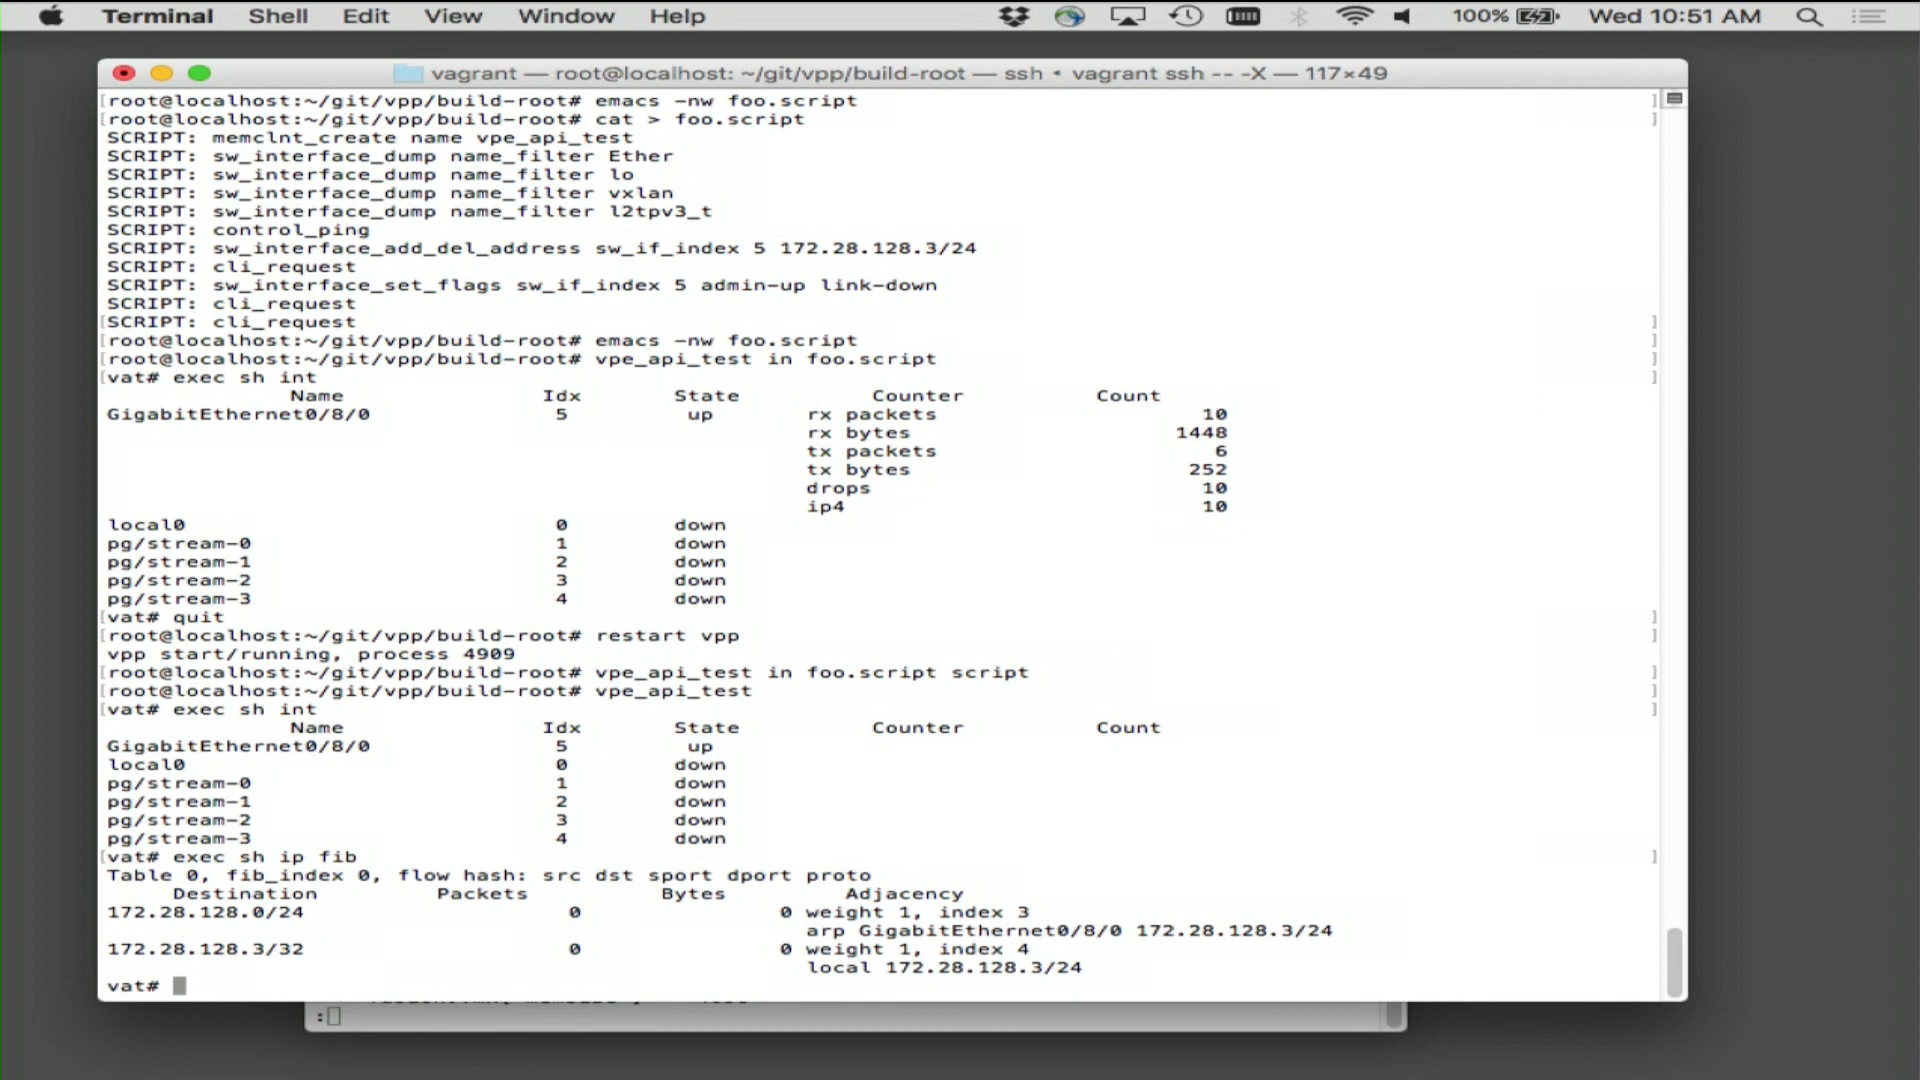 Terminal Shell Edit View Window Help 100% Wed 10:51 AM
vagrant — root@localhost: ~/git/vpp/build-root — ssh • vagrant ssh -- -X — 117×49
[root@localhost:~/git/vpp/build-root# emacs -nw foo.script ]
[root@localhost:~/git/vpp/build-root# cat > foo.script ]
SCRIPT: memclnt_create name vpe_api_test
SCRIPT: sw_interface_dump name_filter Ether
SCRIPT: sw_interface_dump name_filter lo
SCRIPT: sw_interface_dump name_filter vxlan
SCRIPT: sw_interface_dump name_filter l2tpv3_t
SCRIPT: control_ping
SCRIPT: sw_interface_add_del_address sw_if_index 5 172.28.128.3/24
SCRIPT: cli_request
SCRIPT: sw_interface_set_flags sw_if_index 5 admin-up link-down
SCRIPT: cli_request
[SCRIPT: cli_request ]
[root@localhost:~/git/vpp/build-root# emacs -nw foo.script ]
[root@localhost:~/git/vpp/build-root# vpe_api_test in foo.script ]
[vat# exec sh int ]
Name Idx State Counter Count
GigabitEthernet0/8/0 5 up rx packets 10
rx bytes 1448
tx packets 6
tx bytes 252
drops 10
ip4 10
local0 0 down
pg/stream-0 1 down
pg/stream-1 2 down
pg/stream-2 3 down
pg/stream-3 4 down
[vat# quit ]
[root@localhost:~/git/vpp/build-root# restart vpp ]
vpp start/running, process 4909
[root@localhost:~/git/vpp/build-root# vpe_api_test in foo.script script ]
[root@localhost:~/git/vpp/build-root# vpe_api_test ]
[vat# exec sh int ]
Name Idx State Counter Count
GigabitEthernet0/8/0 5 up
local0 0 down
pg/stream-0 1 down
pg/stream-1 2 down
pg/stream-2 3 down
pg/stream-3 4 down
[vat# exec sh ip fib ]
Table 0, fib_index 0, flow hash: src dst sport dport proto
Destination Packets Bytes Adjacency
172.28.128.0/24 0 0 weight 1, index 3
arp GigabitEthernet0/8/0 172.28.128.3/24
172.28.128.3/32 0 0 weight 1, index 4
local 172.28.128.3/24
vat#
: